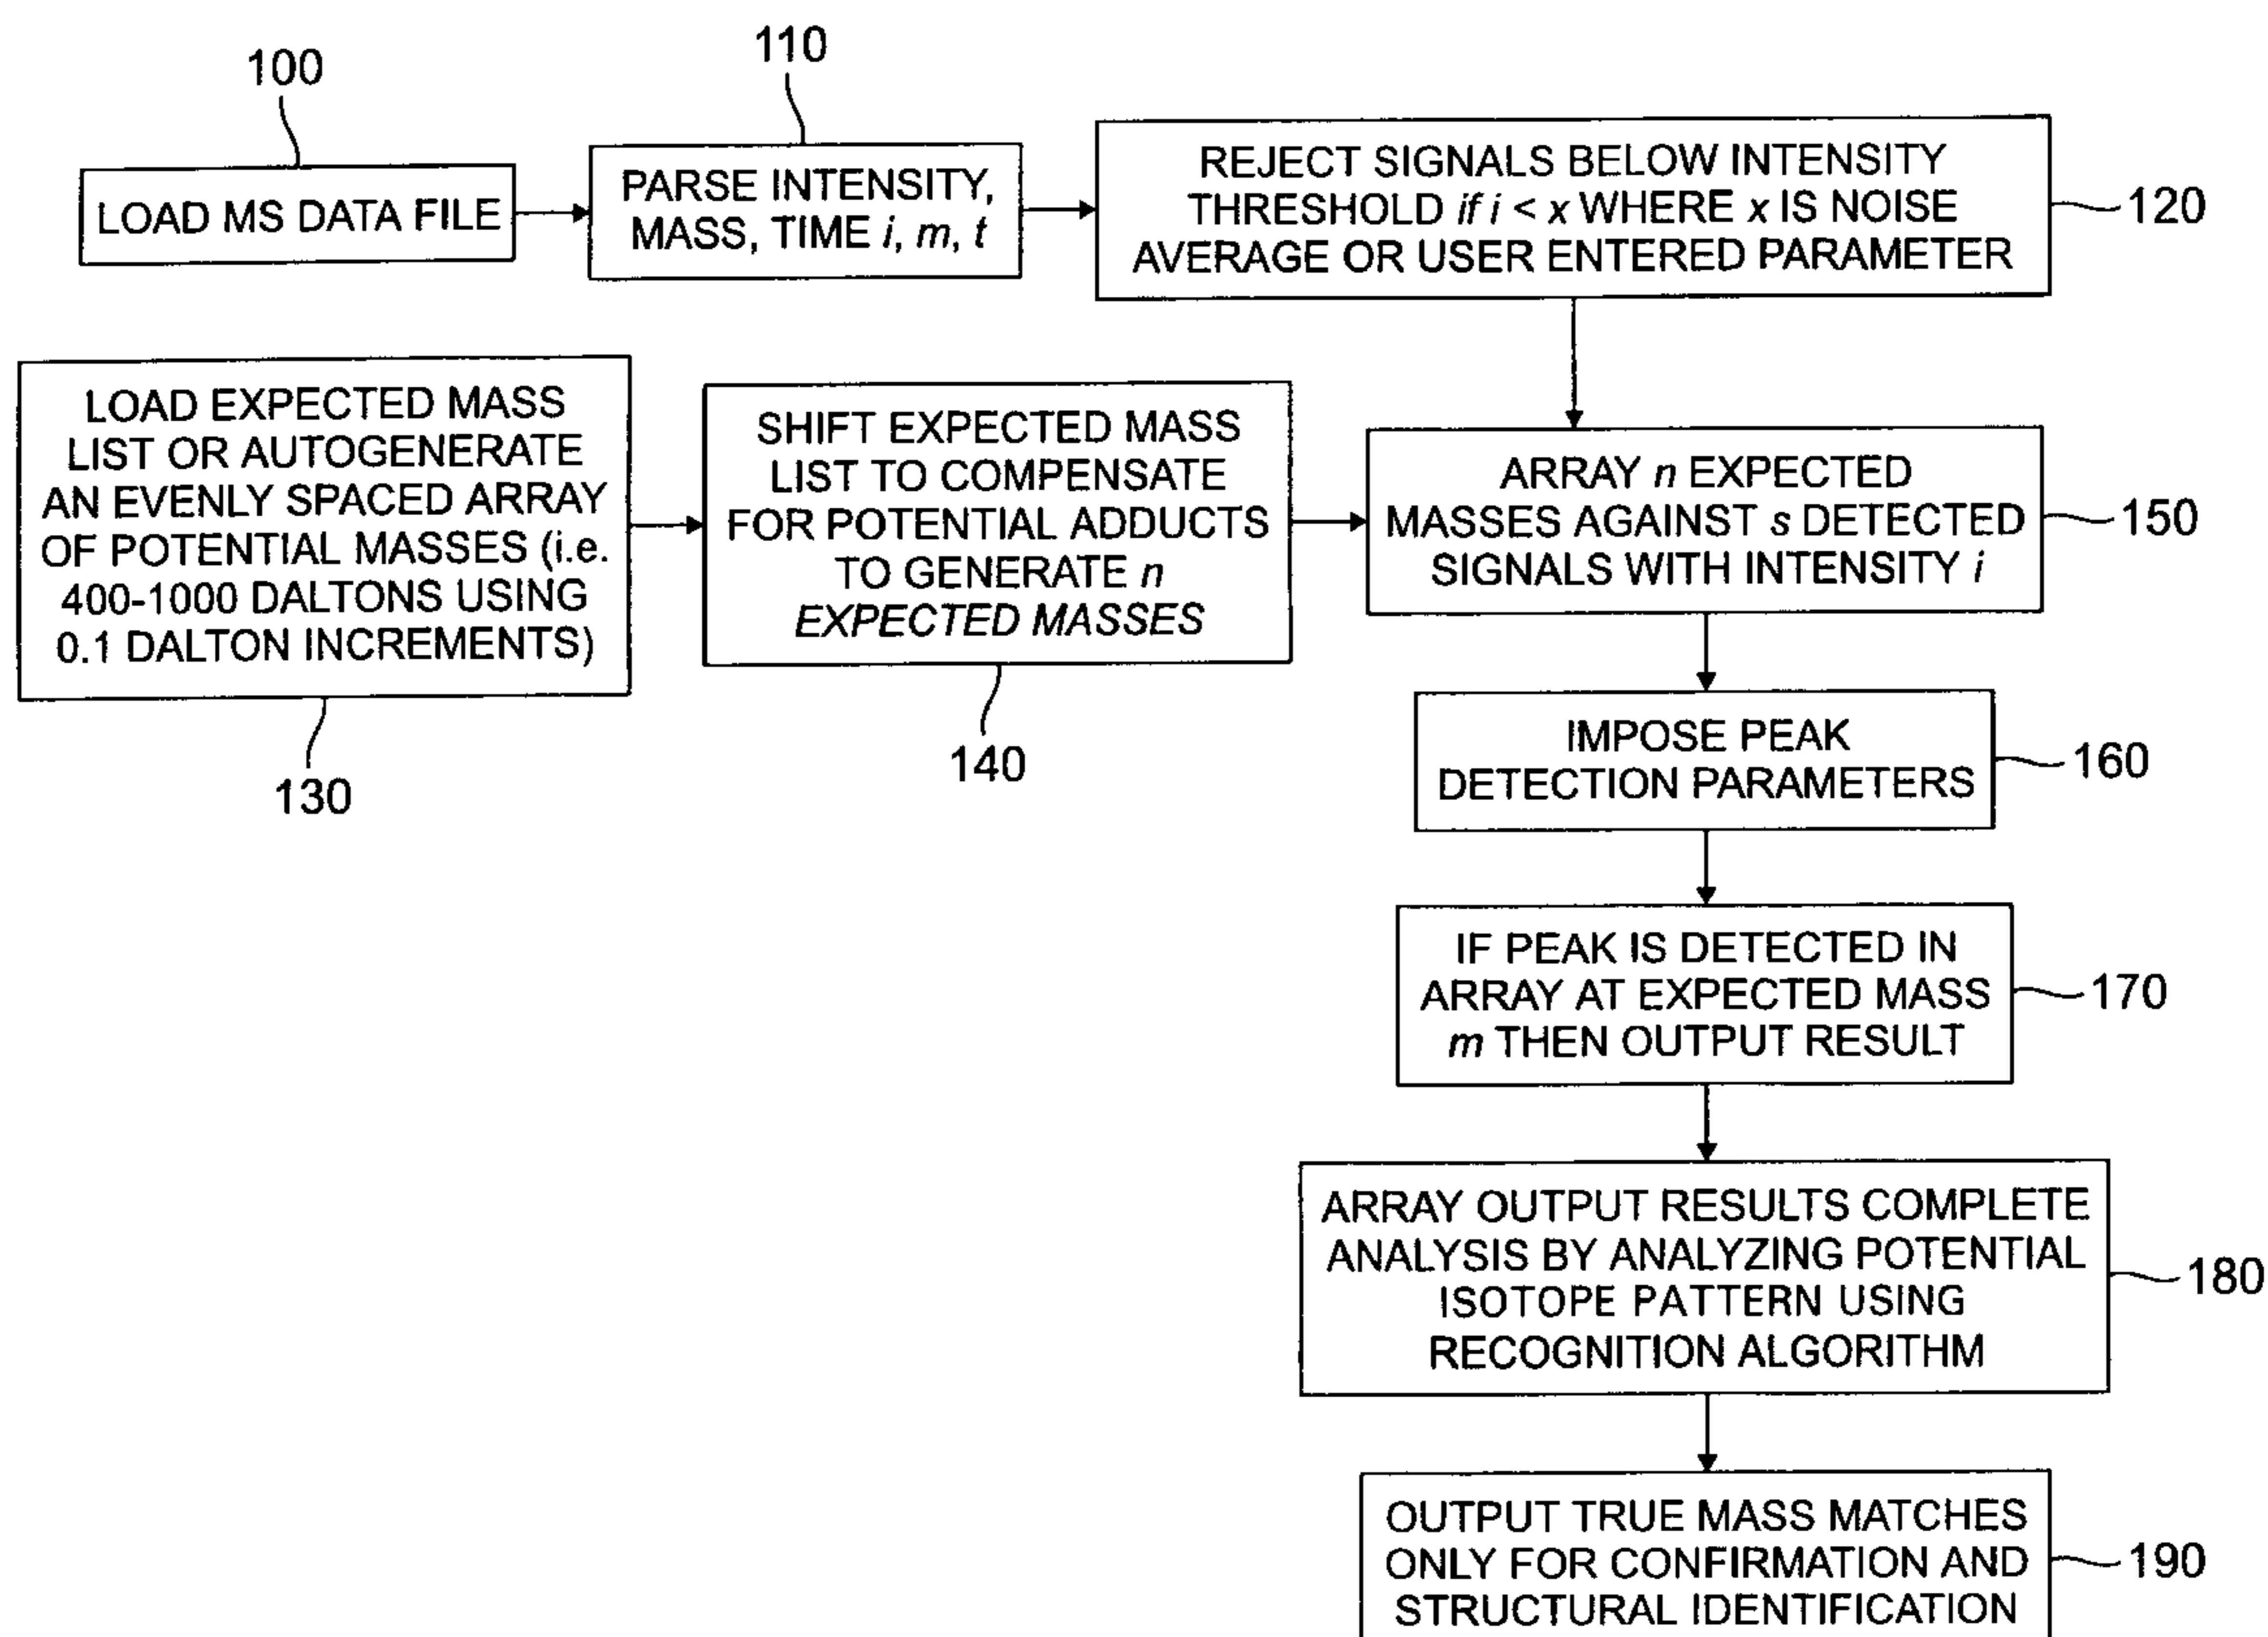 100
LOAD MS DATA FILE
110
PARSE INTENSITY,
MASS, TIME i, m, t
REJECT SIGNALS BELOW INTENSITY
THRESHOLD if i < x WHERE x IS NOISE
AVERAGE OR USER ENTERED PARAMETER
120
LOAD EXPECTED MASS
LIST OR AUTOGENERATE
AN EVENLY SPACED ARRAY
OF POTENTIAL MASSES (i.e.
400-1000 DALTONS USING
0.1 DALTON INCREMENTS)
130
SHIFT EXPECTED MASS
LIST TO COMPENSATE
FOR POTENTIAL ADDUCTS
TO GENERATE n
EXPECTED MASSES
140
ARRAY n EXPECTED
MASSES AGAINST s DETECTED
SIGNALS WITH INTENSITY i
150
IMPOSE PEAK
DETECTION PARAMETERS
160
IF PEAK IS DETECTED IN
ARRAY AT EXPECTED MASS
m THEN OUTPUT RESULT
170
ARRAY OUTPUT RESULTS COMPLETE
ANALYSIS BY ANALYZING POTENTIAL
ISOTOPE PATTERN USING
RECOGNITION ALGORITHM
180
OUTPUT TRUE MASS MATCHES
ONLY FOR CONFIRMATION AND
STRUCTURAL IDENTIFICATION
190